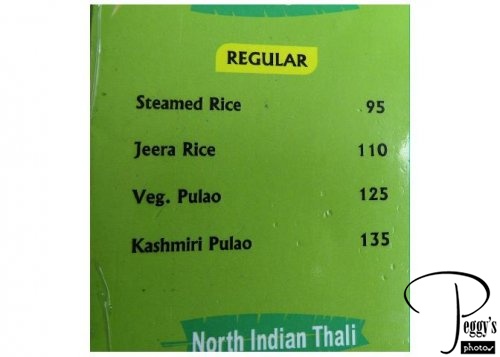 REGULAR
Steamed Rice 95
Jeera Rice 110
Veg. Pulao 125
Kashmiri Pulao 135
North Indian Thali
Peggy's
photos